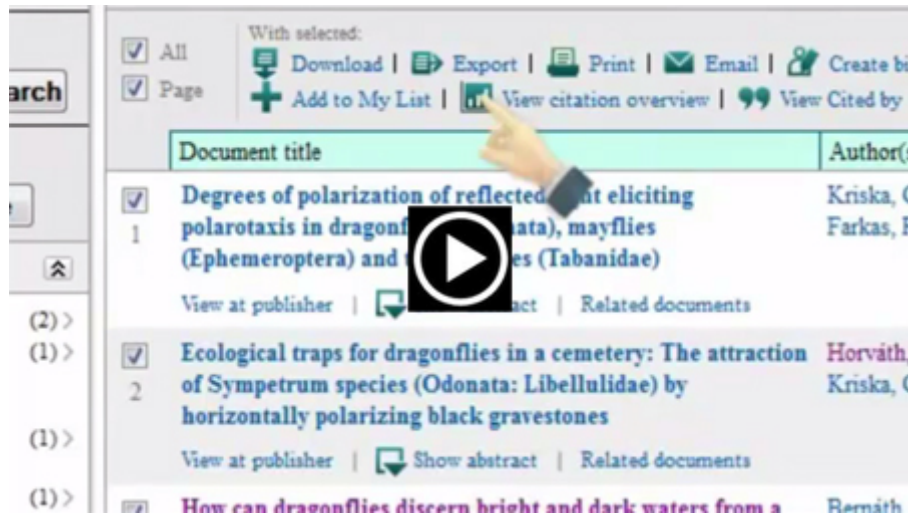 With selected:
All
Download | Export | Print | Email | Create bi
Page
Add to My List | View citation overview | View Cited by
arch
Document title
Author(s
1
Degrees of polarization of reflected eliciting
polarotaxis in mayflies
(Ephemeroptera) and (Tabanidae)
Kriska,
Farkas,
View at publisher | | Related documents
(2) >
(1) >
2
Ecological traps for dragonflies in a cemetery: The attraction
of Sympetrum species (Odonata: Libellulidae) by
horizontally polarizing black gravestones
Horváth,
Kriska,
View at publisher | Show abstract | Related documents
(1) >
(1) >
How can dragonflies discern bright and dark waters from a
Bernáth